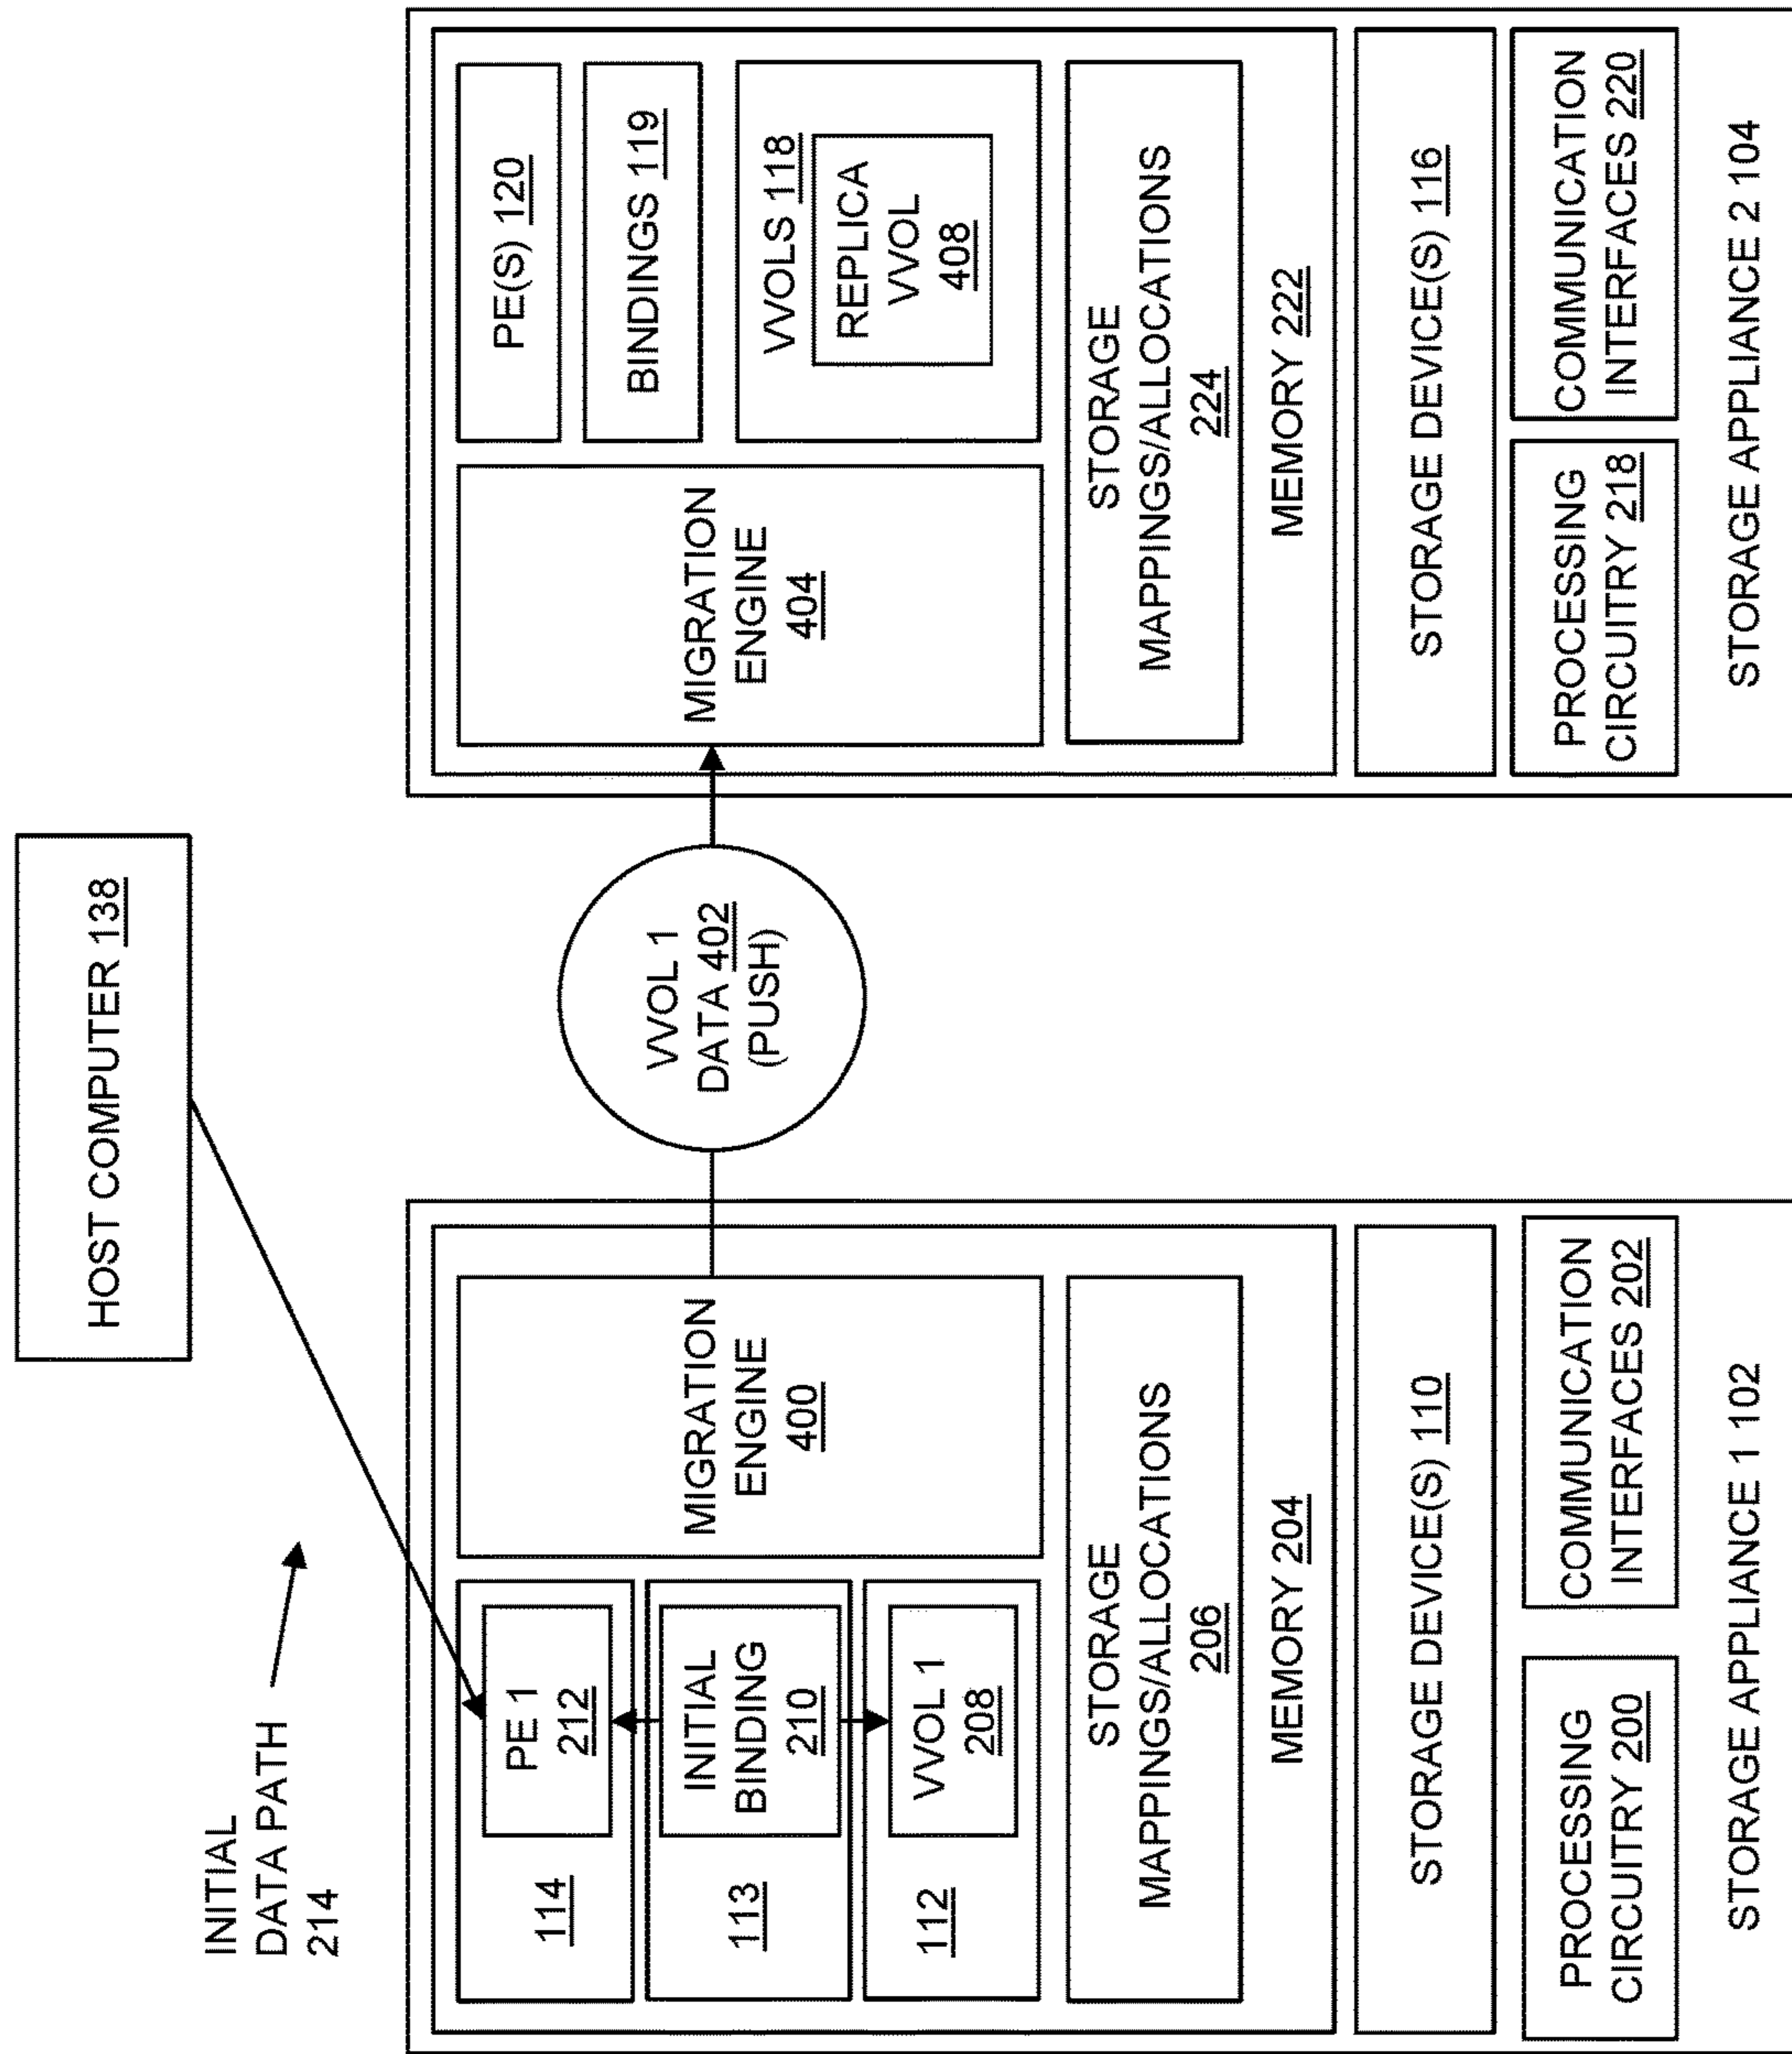 HOST COMPUTER 138
INITIAL
DATA PATH
214
114
PE 1
212
113
INITIAL
BINDING
210
112
VVOL 1
208
MIGRATION
ENGINE
400
STORAGE
MAPPINGS/ALLOCATIONS
206
MEMORY 204
STORAGE DEVICE(S) 110
PROCESSING
CIRCUITRY 200
COMMUNICATION
INTERFACES 202
STORAGE APPLIANCE 1 102
VVOL 1
DATA 402
(PUSH)
MIGRATION
ENGINE
404
PE(S) 120
BINDINGS 119
VVOLS 118
REPLICA
VVOL
408
STORAGE
MAPPINGS/ALLOCATIONS
224
MEMORY 222
STORAGE DEVICE(S) 116
PROCESSING
CIRCUITRY 218
COMMUNICATION
INTERFACES 220
STORAGE APPLIANCE 2 104